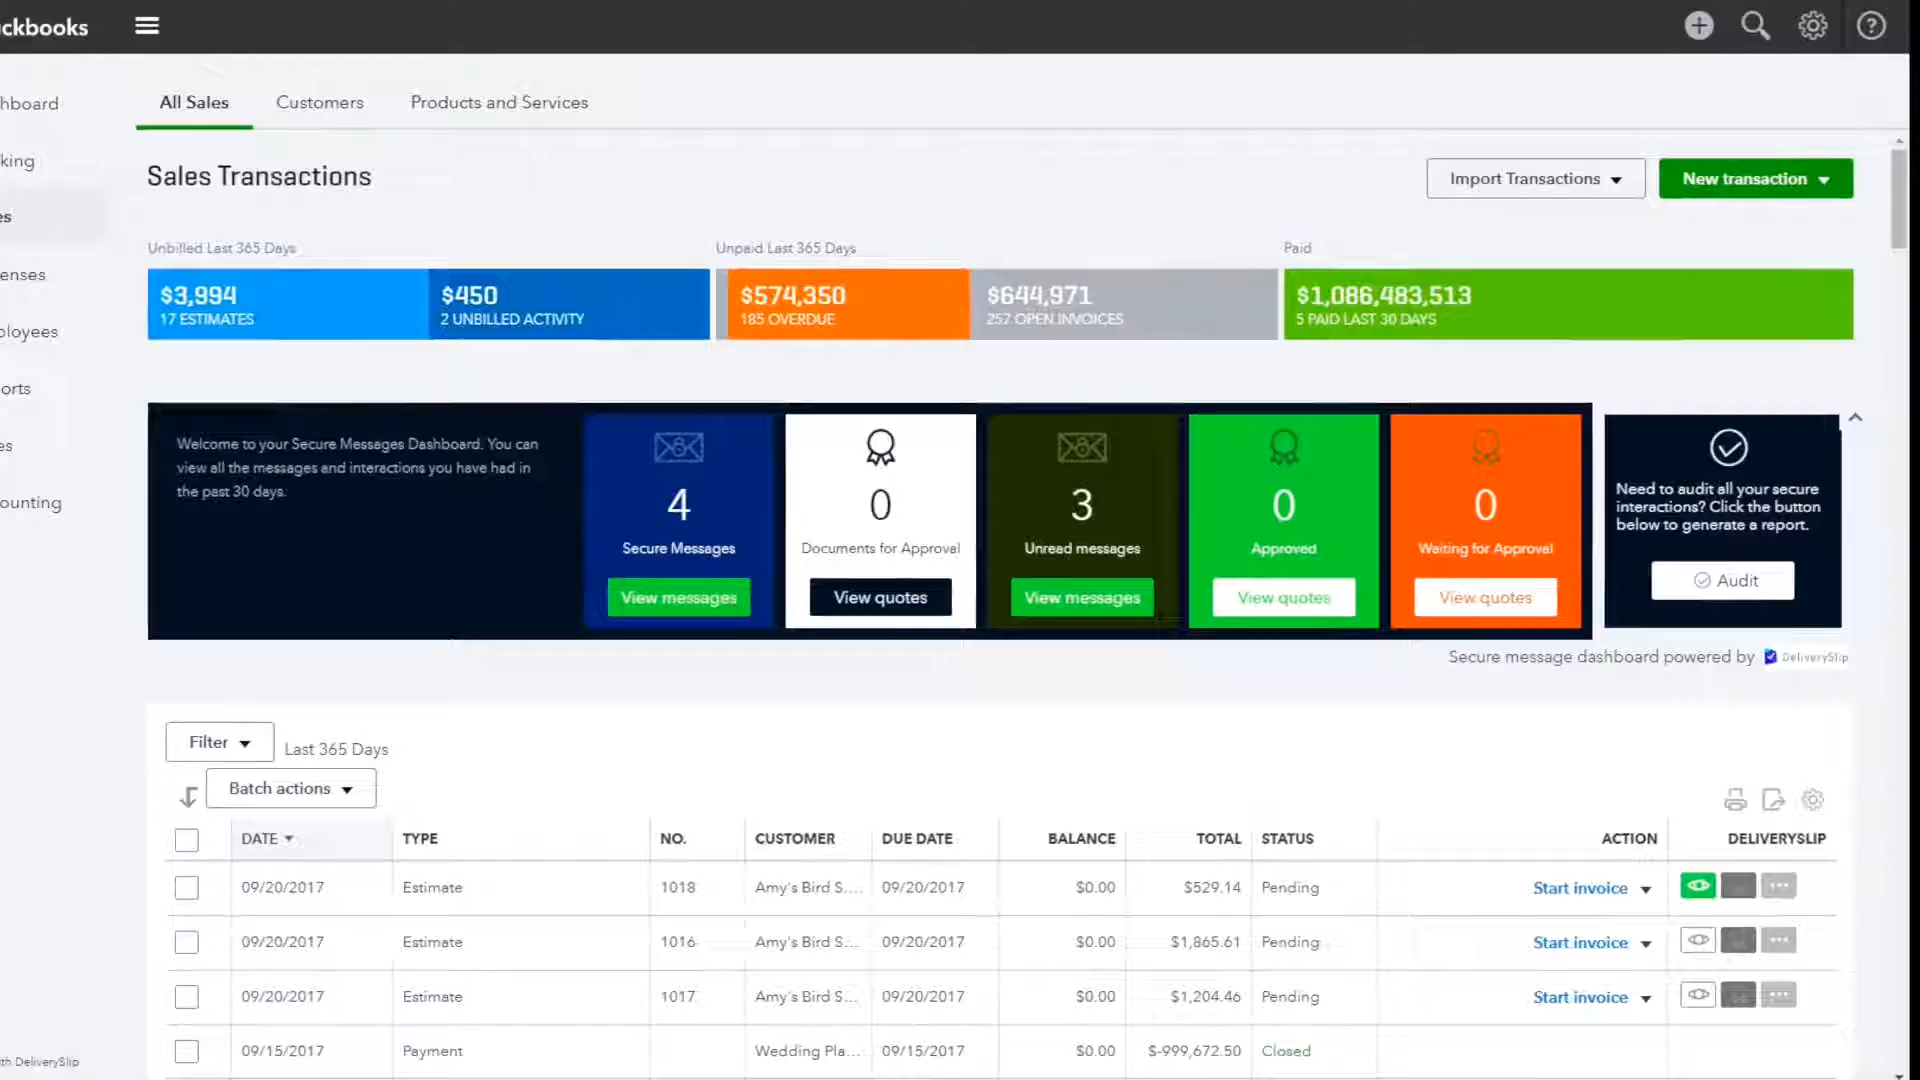 ckbooks
hboard
king
es
enses
ployees
orts
es
ounting
th DeliverySlip
All Sales Customers Products and Services
Sales Transactions
Import Transactions New transaction
Unbilled Last 365 Days Unpaid Last 365 Days Paid
$3,994 $450 $574,350 $644,971 $1,086,483,513
17 ESTIMATES 2 UNBILLED ACTIVITY 185 OVERDUE 257 OPEN INVOICES 5 PAID LAST 30 DAYS
Welcome to your Secure Messages Dashboard. You can
view all the messages and interactions you have had in
the past 30 days.
4
Secure Messages
View messages
0
Documents for Approval
View quotes
3
Unread messages
View messages
0
Approved
View quotes
0
Waiting for Approval
View quotes
Need to audit all your secure
interactions? Click the button
below to generate a report.
Audit
Secure message dashboard powered by DeliverySlip
Filter Last 365 Days
Batch actions
DATE TYPE NO. CUSTOMER DUE DATE BALANCE TOTAL STATUS ACTION DELIVERYSLIP
09/20/2017 Estimate 1018 Amy's Bird S.... 09/20/2017 $0.00 $529.14 Pending Start invoice
09/20/2017 Estimate 1016 Amy's Bird S... 09/20/2017 $0.00 $1,865.61 Pending Start invoice
09/20/2017 Estimate 1017 Amy's Bird S... 09/20/2017 $0.00 $1,204.46 Pending Start invoice
09/15/2017 Payment Wedding Pla... 09/15/2017 $0.00 $-999,672.50 Closed